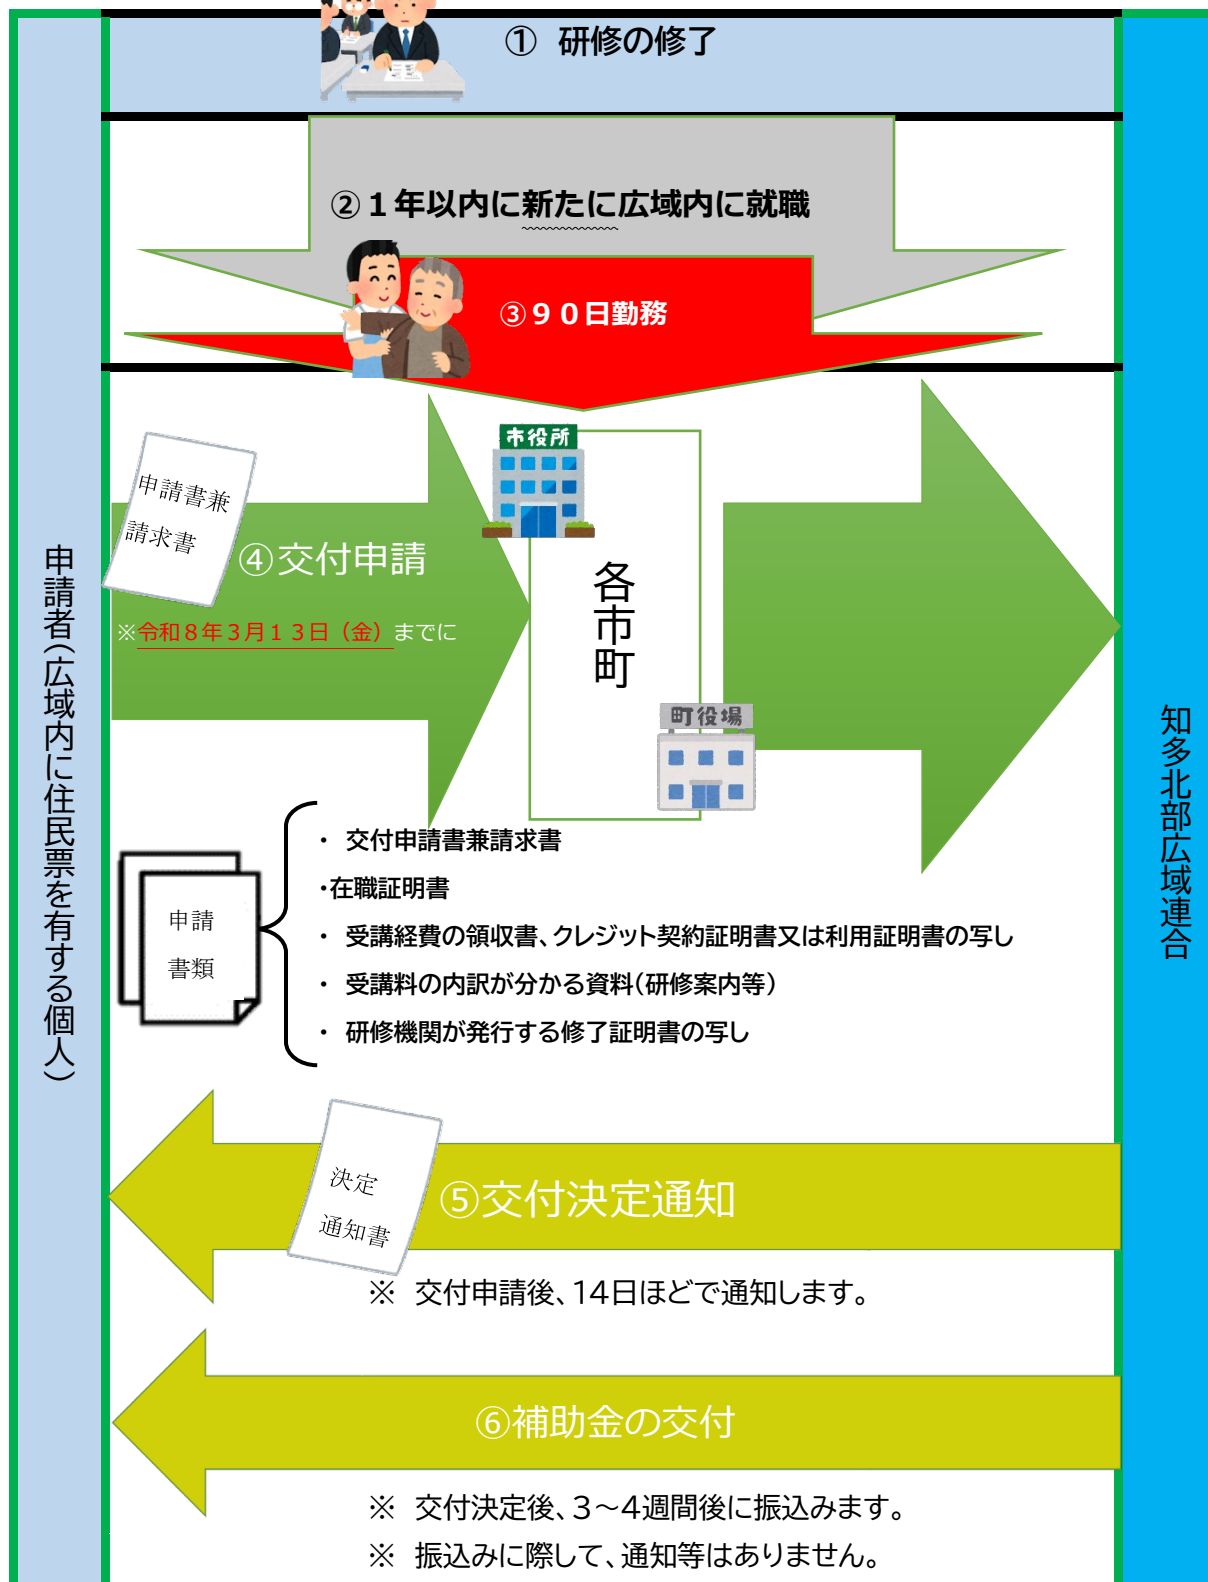 ① 研修の修了
②１年以内に新たに広域内に就職
③９０日勤務
市役所
申請書兼
請求書
④交付申請
※令和８年３月１３日（金）までに
各市町
町役場
申請者（広域内に住民票を有する個人）
知多北部広域連合
申請
書類
・ 交付申請書兼請求書
・在職証明書
・ 受講経費の領収書、クレジット契約証明書又は利用証明書の写し
・ 受講料の内訳が分かる資料（研修案内等）
・ 研修機関が発行する修了証明書の写し
決定
通知書
⑤交付決定通知
※ 交付申請後、14日ほどで通知します。
⑥補助金の交付
※ 交付決定後、3～4週間後に振込みます。
※ 振込みに際して、通知等はありません。